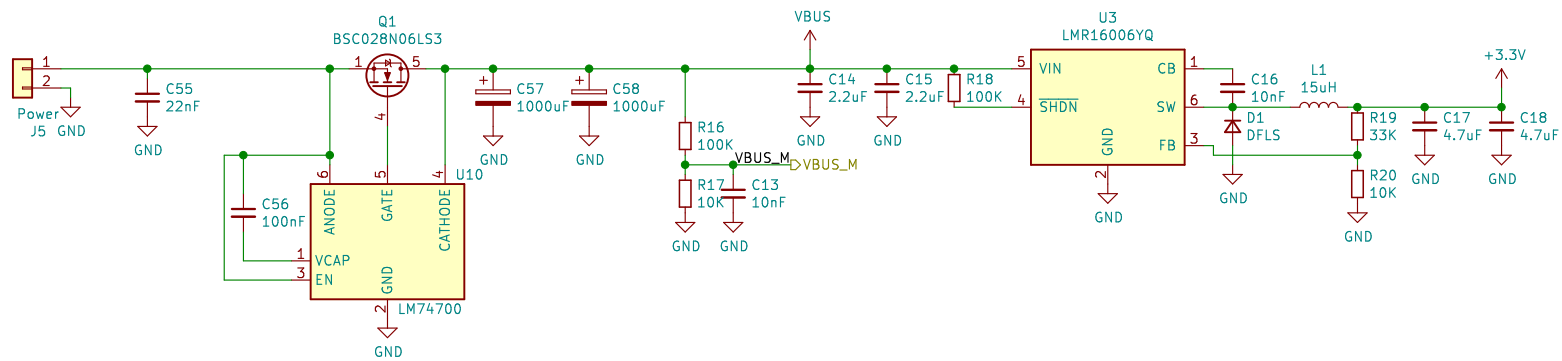 Q1
BSC028N06LS3
VBUS
U3
LMR16006YQ
+3.3V
1
2
Power
J5
GND
C55
22nF
GND
1
5
4
C57
1000uF
GND
C58
1000uF
GND
R16
100K
VBUS_M
VBUS_M
R17
10K
GND
C13
10nF
GND
C14
2.2uF
GND
C15
2.2uF
GND
R18
100K
5
VIN
4
SHDN
GND
2
GND
CB
1
SW
6
FB
3
C16
10nF
D1
DFLS
GND
L1
15uH
R19
33K
R20
10K
GND
C17
4.7uF
GND
C18
4.7uF
GND
C56
100nF
U10
6
5
4
ANODE
GATE
CATHODE
1
VCAP
3
EN
GND
2
LM74700
GND